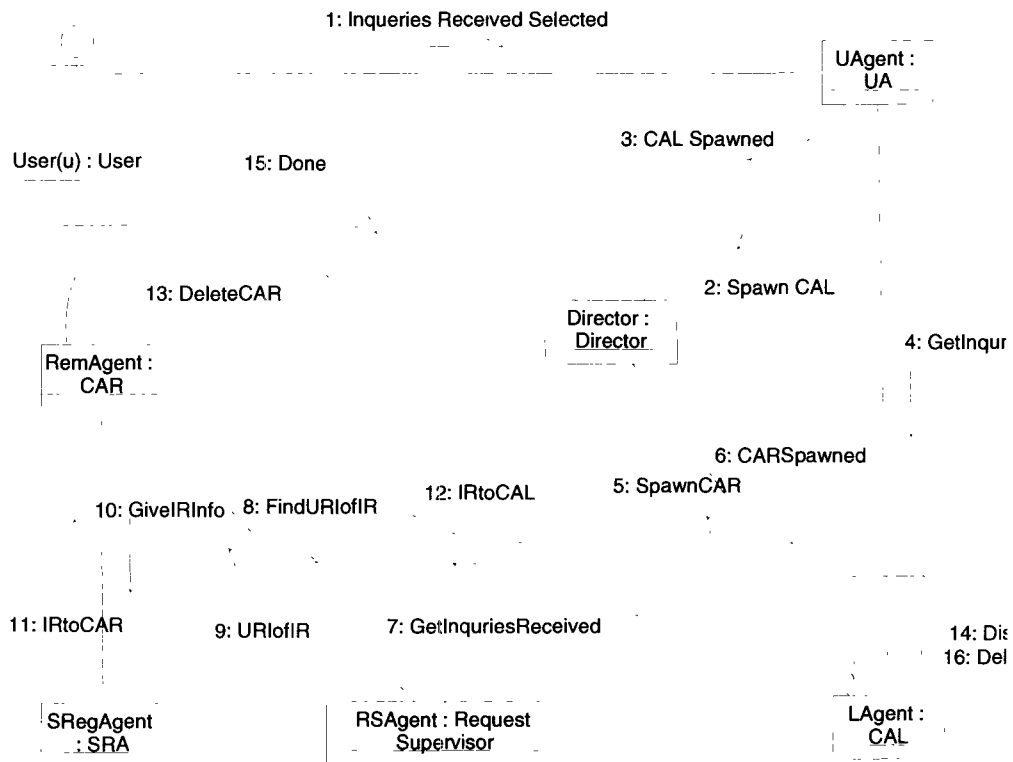 1: Inqueries Received Selected
UAgent :
UA
3: CAL Spawned
User(u) : User
15: Done
13: DeleteCAR
2: Spawn CAL
Director :
Director
4: GetInqur
RemAgent :
CAR
6: CARSpawned
12: IRtoCAL
5: SpawnCAR
10: GiveIRInfo
8: FindURIofIR
11: IRtoCAR
9: URIofIR
7: GetInquriesReceived
14: Dis
16: Del
SRegAgent
: SRA
RSAgent : Request
Supervisor
LAgent :
CAL